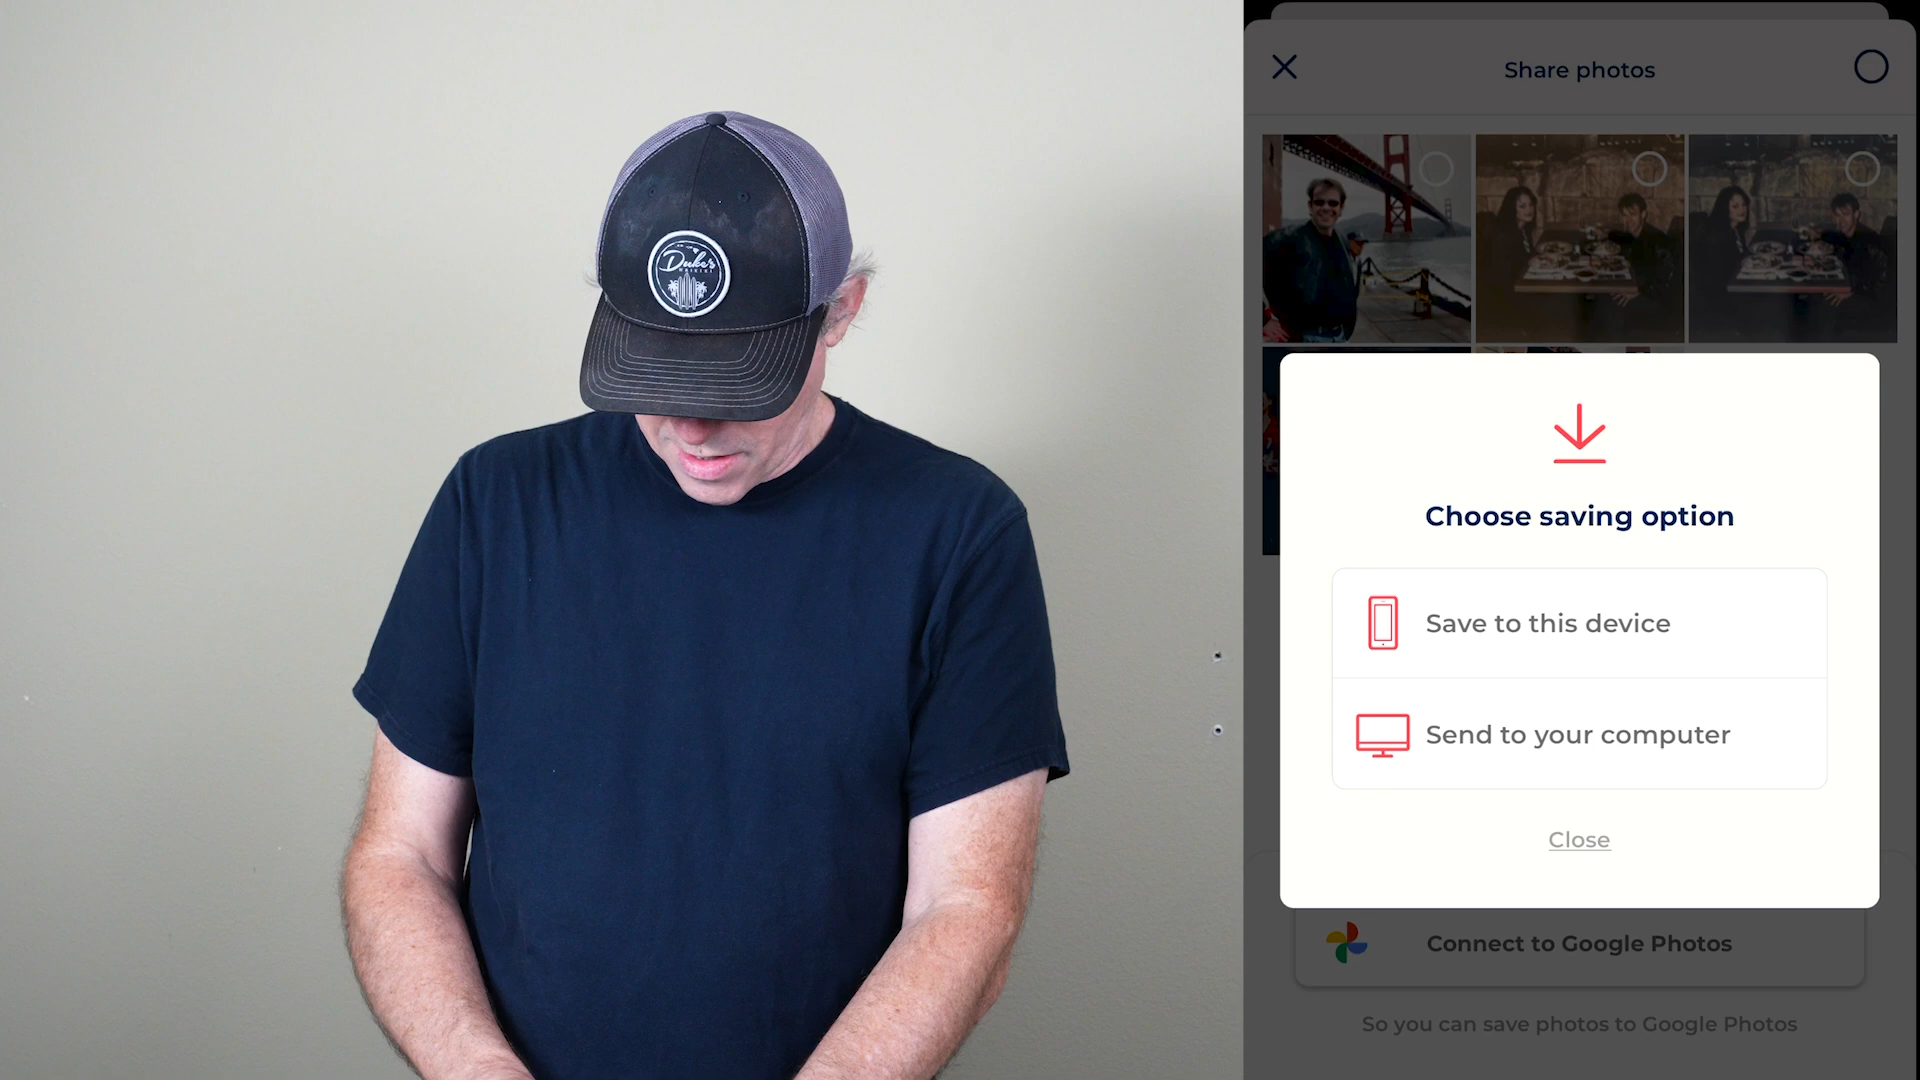 Duke's
WAIKIKI
Share photos
Choose saving option
Save to this device
Send to your computer
Close
Connect to Google Photos
So you can save photos to Google Photos